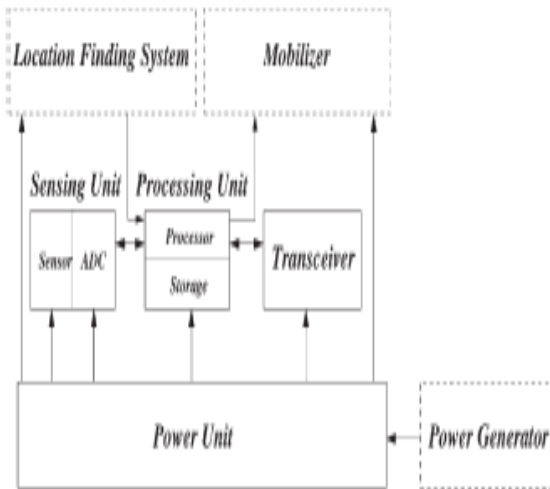 Location Finding System
Mobilizer
Sensing Unit
Processing Unit
Sensor
ADC
Processor
Storage
Transceiver
Power Unit
Power Generator